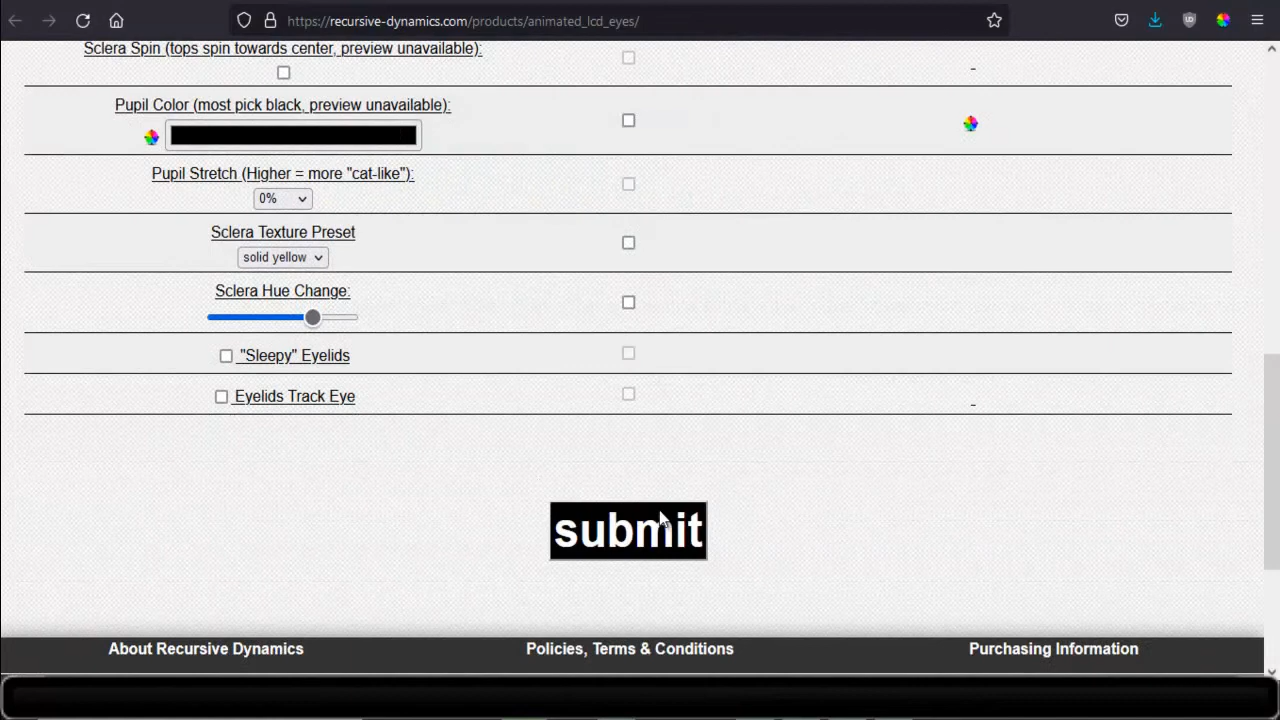 https://recursive-dynamics.com/products/animated_lcd_eyes/
Sclera Spin (tops spin towards center, preview unavailable):
-
Pupil Color (most pick black, preview unavailable):
Pupil Stretch (Higher = more "cat-like"):
0%
Sclera Texture Preset
solid yellow
Sclera Hue Change:
"Sleepy" Eyelids
Eyelids Track Eye
-
submit
About Recursive Dynamics
Policies, Terms & Conditions
Purchasing Information